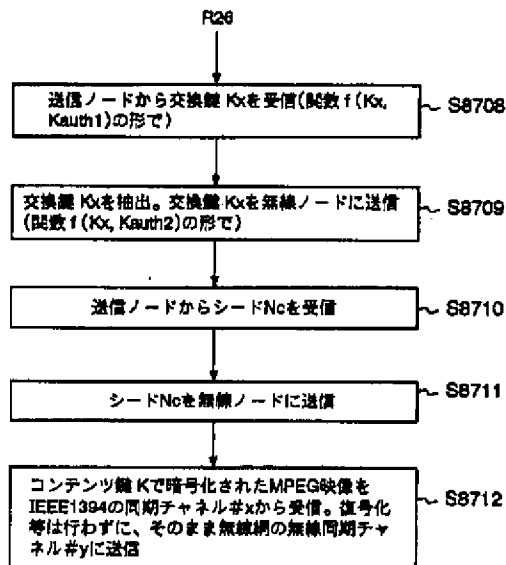 R26
送信ノードから交換鍵 Kxを受信(関数 f (Kx,
Kauth1)の形で)
S8708
交換鍵 Kxを抽出。交換鍵 Kxを無線ノードに送信
(関数 f (Kx, Kauth2)の形で)
S8709
送信ノードからシードNcを受信
S8710
シードNcを無線ノードに送信
S8711
コンテンツ鍵 Kで暗号化されたMPEG映像を
IEEE1394の同期チャネル#xから受信。復号化
等は行わずに、そのまま無線網の無線同期チャ
ネル#yに送信
S8712